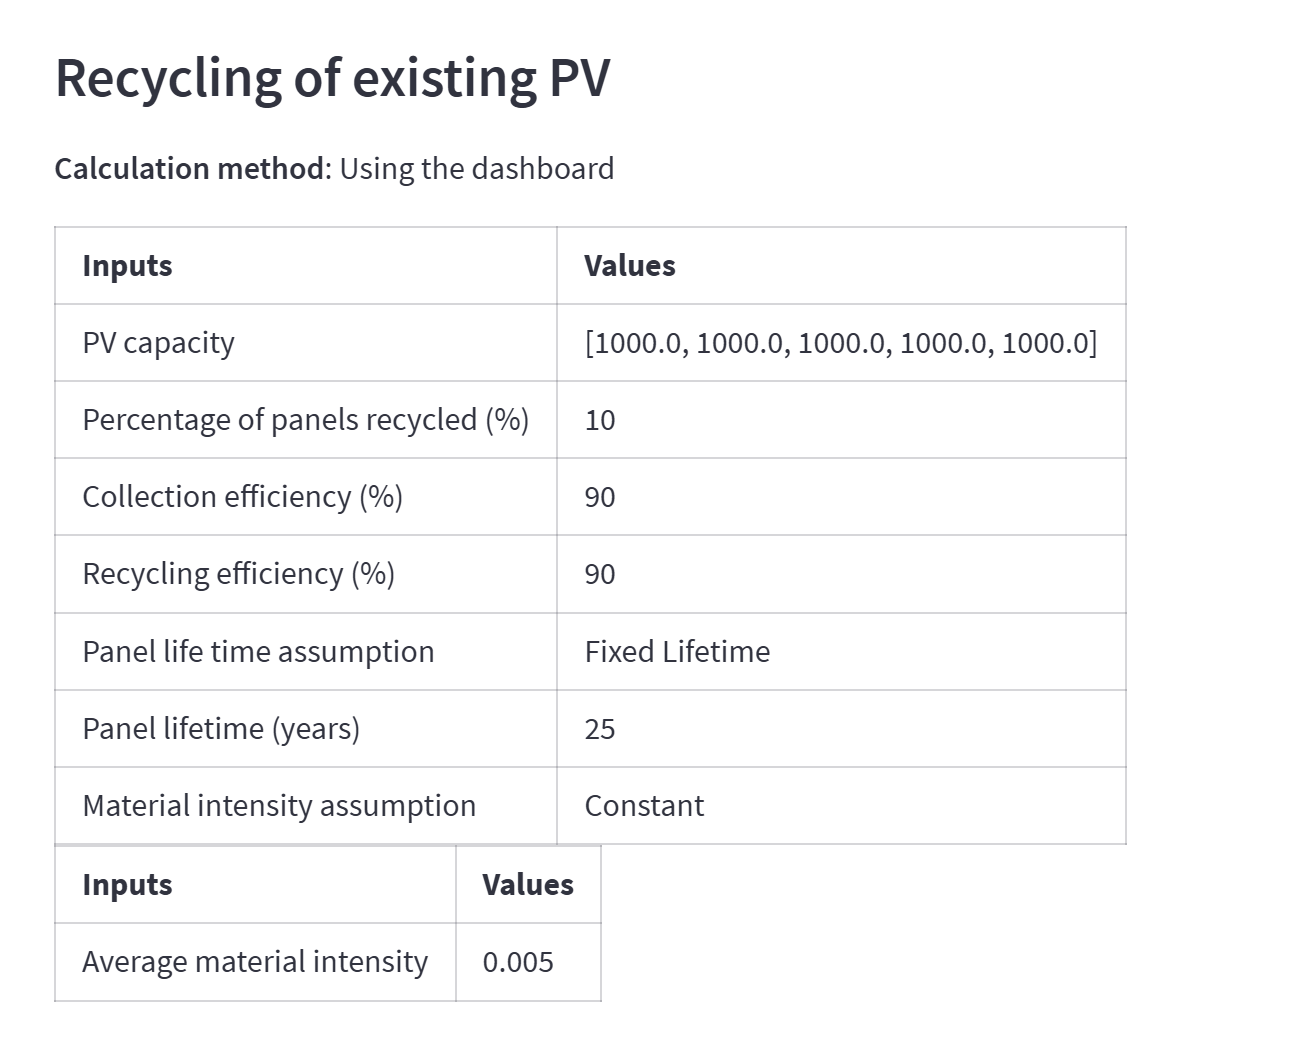 Recycling of existing PV
Calculation method: Using the dashboard
Inputs Values
PV capacity [1000.0, 1000.0, 1000.0, 1000.0, 1000.0]
Percentage of panels recycled (%) 10
Collection efficiency (%) 90
Recycling efficiency (%) 90
Panel life time assumption Fixed Lifetime
Panel lifetime (years) 25
Material intensity assumption Constant
Inputs Values
Average material intensity 0.005